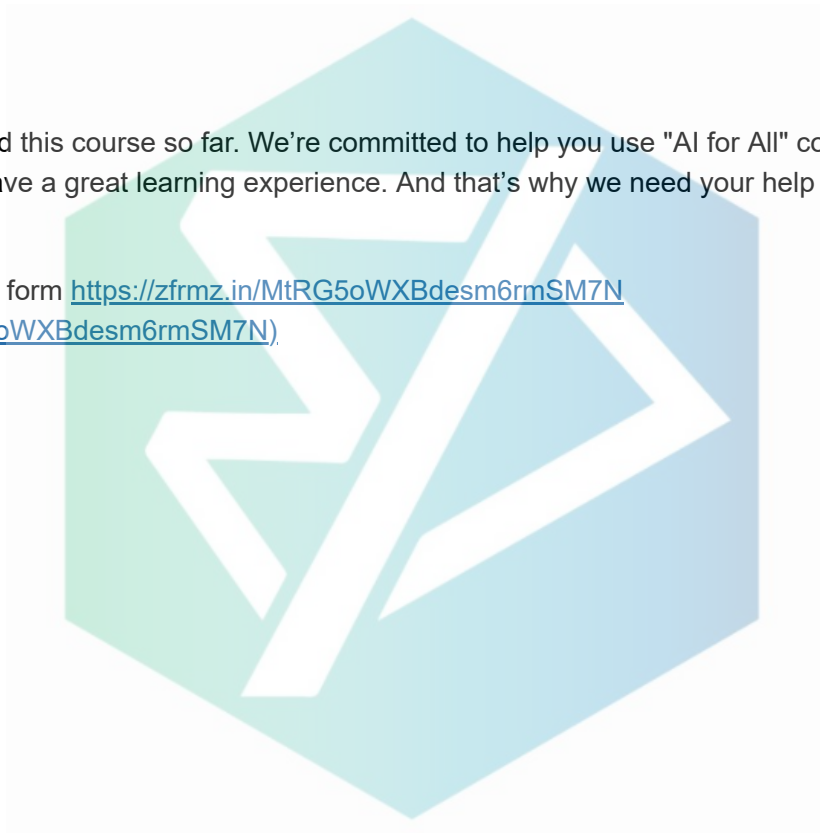 d this course so far. We’re committed to help you use "AI for All" co
ave a great learning experience. And that’s why we need your help
form https://zfrmz.in/MtRG5oWXBdesm6rmSM7N
oWXBdesm6rmSM7N)